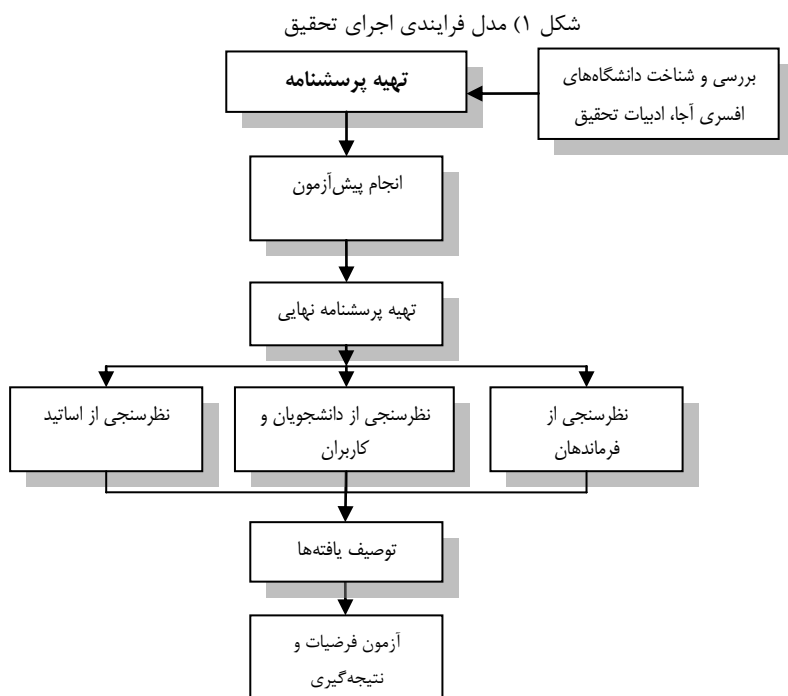 شکل ۱) مدل فرایندی اجرای تحقیق
بررسی و شناخت دانشگاه‌های
افسری آجا، ادبیات تحقیق
تهیه پرسشنامه
انجام پیش‌آزمون
تهیه پرسشنامه نهایی
نظرسنجی از
فرماندهان
نظرسنجی از دانشجویان و
کاربران
نظرسنجی از اساتید
توصیف یافته‌ها
آزمون فرضیات و
نتیجه‌گیری